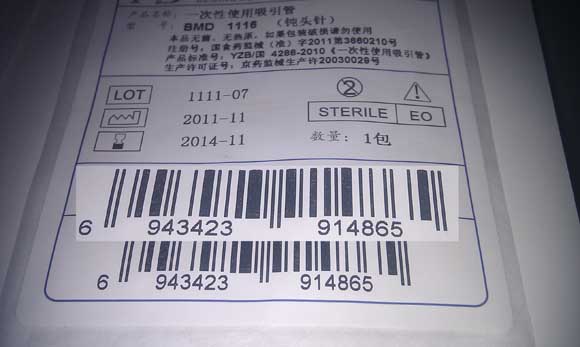 产品名称：一次性使用吸引管
型 号：BMD 1116 （钝头针）
本品无菌、无热源，如果包装破损请勿使用
注册号：国食药监械（准）字2011第3660210号
产品标准号：YZB/国 4266-2010《一次性使用吸引管》
生产许可证号：京药监械生产许20030029号
LOT 1111-07
2
2011-11
STERILE EO
2014-11
数量：1包
6 943423 914865
6 943423 914865